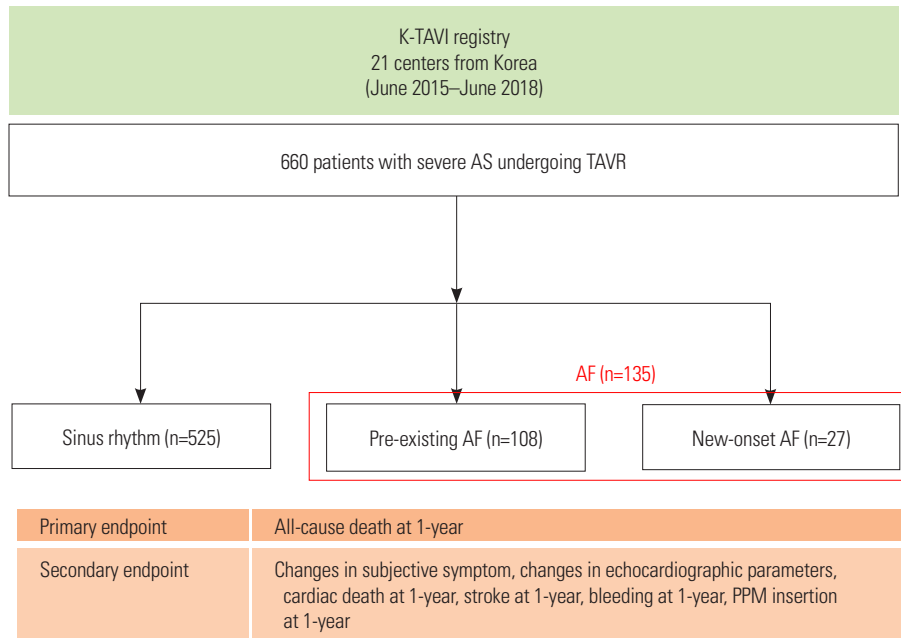 K-TAVI registry
21 centers from Korea
(June 2015–June 2018)
660 patients with severe AS undergoing TAVR
AF (n=135)
Sinus rhythm (n=525)
Pre-existing AF (n=108)
New-onset AF (n=27)
Primary endpoint
All-cause death at 1-year
Secondary endpoint
Changes in subjective symptom, changes in echocardiographic parameters,
cardiac death at 1-year, stroke at 1-year, bleeding at 1-year, PPM insertion
at 1-year